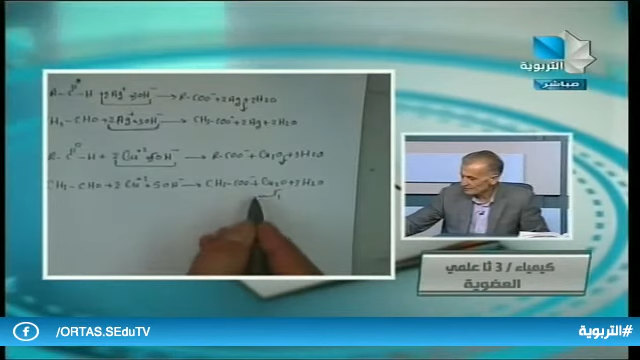 التربوية
مباشر
R-C-H + 2Ag⁺ + 3OH⁻ → R-COO⁻ + 2Ag + 2H₂O
CH₃-CHO + 2Ag⁺ + 3OH⁻ → CH₃-COO⁻ + 2Ag + 2H₂O
R-C-H + 2Cu⁺² + 5OH⁻ → R-COO⁻ + Cu₂O + 3H₂O
CH₃-CHO + 2Cu⁺² + 5OH⁻ → CH₃-COO⁻ + Cu₂O + 3H₂O
كيمياء / 3 ثا علمي
العضوية
/ORTAS.SEduTV
#التربوية